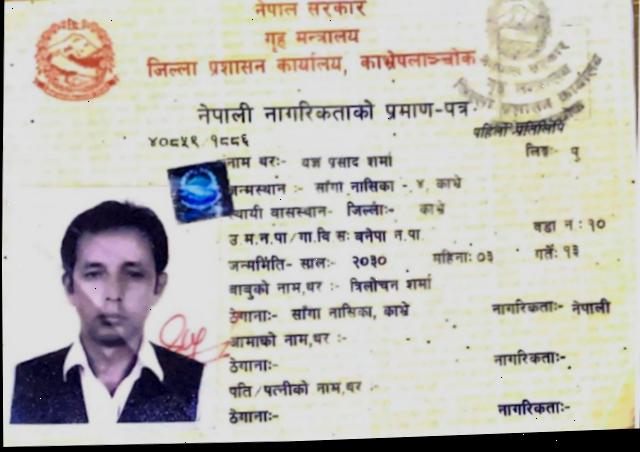 नेपाल सरकार
गृह मन्त्रालय
जिल्ला प्रशासन कार्यालय, काभ्रेपलाञ्चोक
नेपाली नागरिकताको प्रमाण-पत्र
पहिलो प्रतिलिपि
४०८५९ १८८६
लिङ्गः- पु
नाम थरः- यज्ञ प्रसाद शर्मा
जन्मस्थान :- साँगा नासिका - ४, काभ्रे
स्थायी वासस्थान- जिल्लाः- काभ्रे
उ.म.न.पा/गा.वि सः बनेपा न.पा. वडा न : १०
जन्ममिति- सालः- २०३० महिनाः ०३ गतेः १३
बाबुको नाम,थर :- त्रिलोचन शर्मा
ठेगानाः- साँगा नासिका, काभ्रे नागरिकताः- नेपाली
आमाको नाम,थर :-
ठेगानाः- नागरिकताः-
पति/पत्नीको नाम,थर :-
ठेगानाः- नागरिकताः-